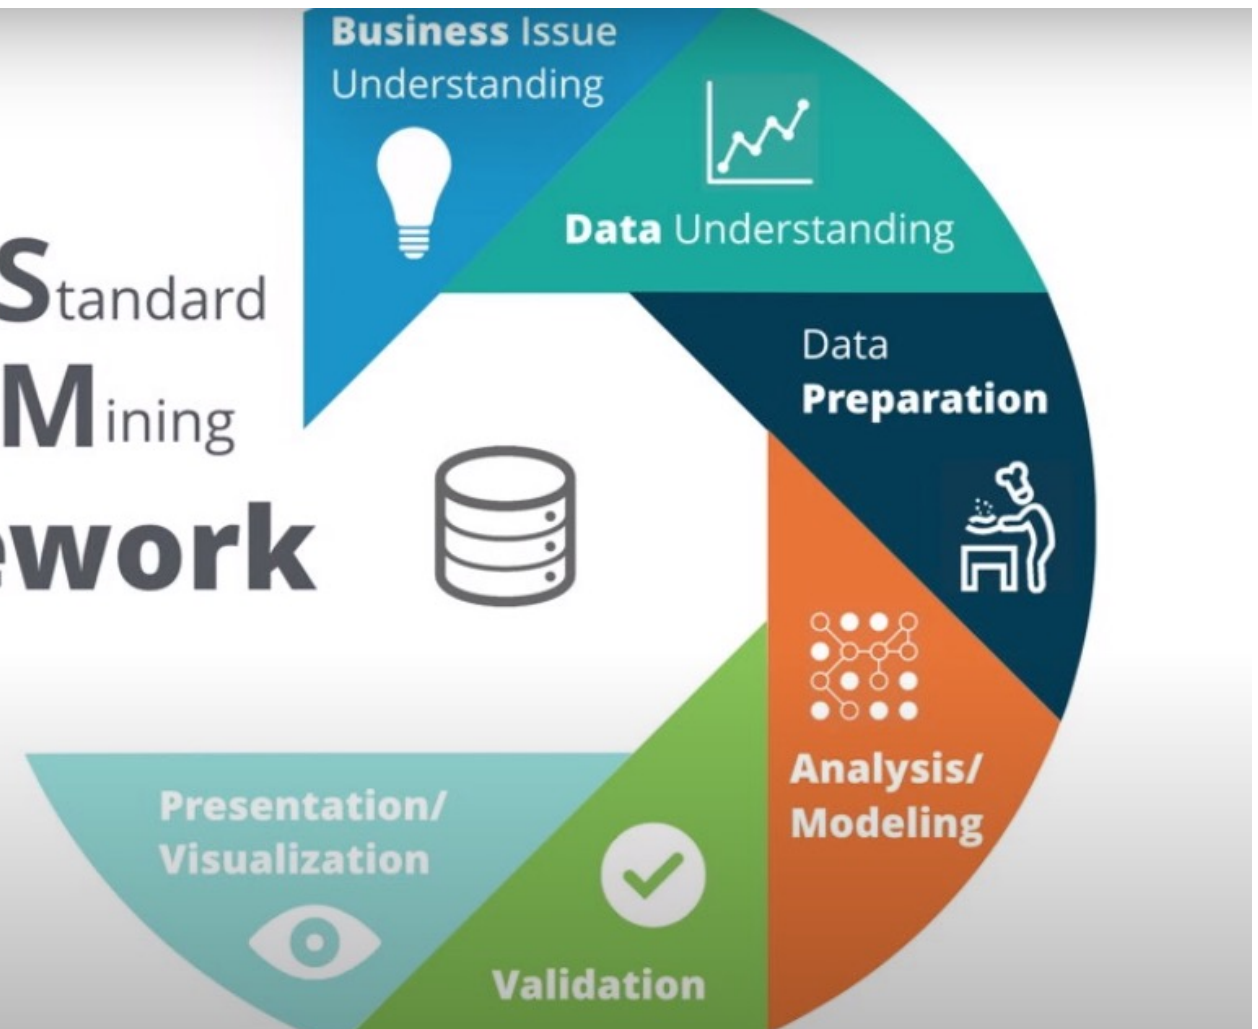 Business Issue
Understanding
Data Understanding
Standard
Mining
ework
Data
Preparation
Analysis/
Modeling
Validation
Presentation/
Visualization